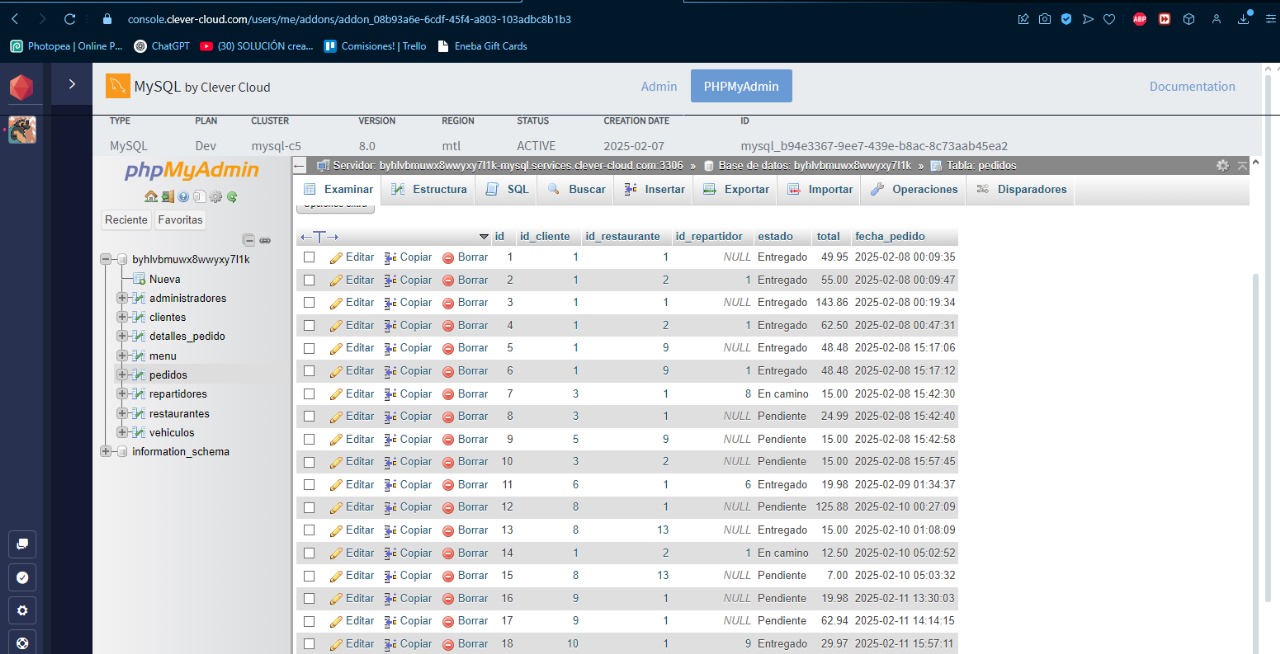 console.clever-cloud.com/users/me/addons/addon_08b93a6e-6cdf-45f4-a803-103adbc8b1b3
Photopea | Online P... ChatGPT (30) SOLUCIÓN crea... Comisiones! | Trello Eneba Gift Cards
MySQL by Clever Cloud Admin PHPMyAdmin Documentation
TYPE PLAN CLUSTER VERSION REGION STATUS CREATION DATE ID
MySQL Dev mysql-c5 8.0 mtl ACTIVE 2025-02-07 mysql_b94e3367-9ee7-439e-b8ac-8c73aab45ea2
phpMyAdmin
Reciente Favoritas
byhlvbmuwx8wwyxy7l1k
Nueva
administradores
clientes
detalles_pedido
menu
pedidos
repartidores
restaurantes
vehiculos
information_schema
Servidor: byhlvbmuwx8wwyxy7l1k-mysql.services.clever-cloud.com:3306 » Base de datos: byhlvbmuwx8wwyxy7l1k » Tabla: pedidos
Examinar Estructura SQL Buscar Insertar Exportar Importar Operaciones Disparadores
Opciones extra
←T→ id id_cliente id_restaurante id_repartidor estado total fecha_pedido
Editar Copiar Borrar 1 1 1 NULL Entregado 49.95 2025-02-08 00:09:35
Editar Copiar Borrar 2 1 2 1 Entregado 55.00 2025-02-08 00:09:47
Editar Copiar Borrar 3 1 1 NULL Entregado 143.86 2025-02-08 00:19:34
Editar Copiar Borrar 4 1 2 1 Entregado 62.50 2025-02-08 00:47:31
Editar Copiar Borrar 5 1 9 NULL Entregado 48.48 2025-02-08 15:17:06
Editar Copiar Borrar 6 1 9 1 Entregado 48.48 2025-02-08 15:17:12
Editar Copiar Borrar 7 3 1 8 En camino 15.00 2025-02-08 15:42:30
Editar Copiar Borrar 8 3 1 NULL Pendiente 24.99 2025-02-08 15:42:40
Editar Copiar Borrar 9 5 9 NULL Pendiente 15.00 2025-02-08 15:42:58
Editar Copiar Borrar 10 3 2 NULL Pendiente 15.00 2025-02-08 15:57:45
Editar Copiar Borrar 11 6 1 6 Entregado 19.98 2025-02-09 01:34:37
Editar Copiar Borrar 12 8 1 NULL Pendiente 125.88 2025-02-10 00:27:09
Editar Copiar Borrar 13 8 13 NULL Entregado 15.00 2025-02-10 01:08:09
Editar Copiar Borrar 14 1 2 1 En camino 12.50 2025-02-10 05:02:52
Editar Copiar Borrar 15 8 13 NULL Pendiente 7.00 2025-02-10 05:03:32
Editar Copiar Borrar 16 9 1 NULL Pendiente 19.98 2025-02-11 13:30:03
Editar Copiar Borrar 17 9 1 NULL Pendiente 62.94 2025-02-11 14:14:15
Editar Copiar Borrar 18 10 1 9 Entregado 29.97 2025-02-11 15:57:11